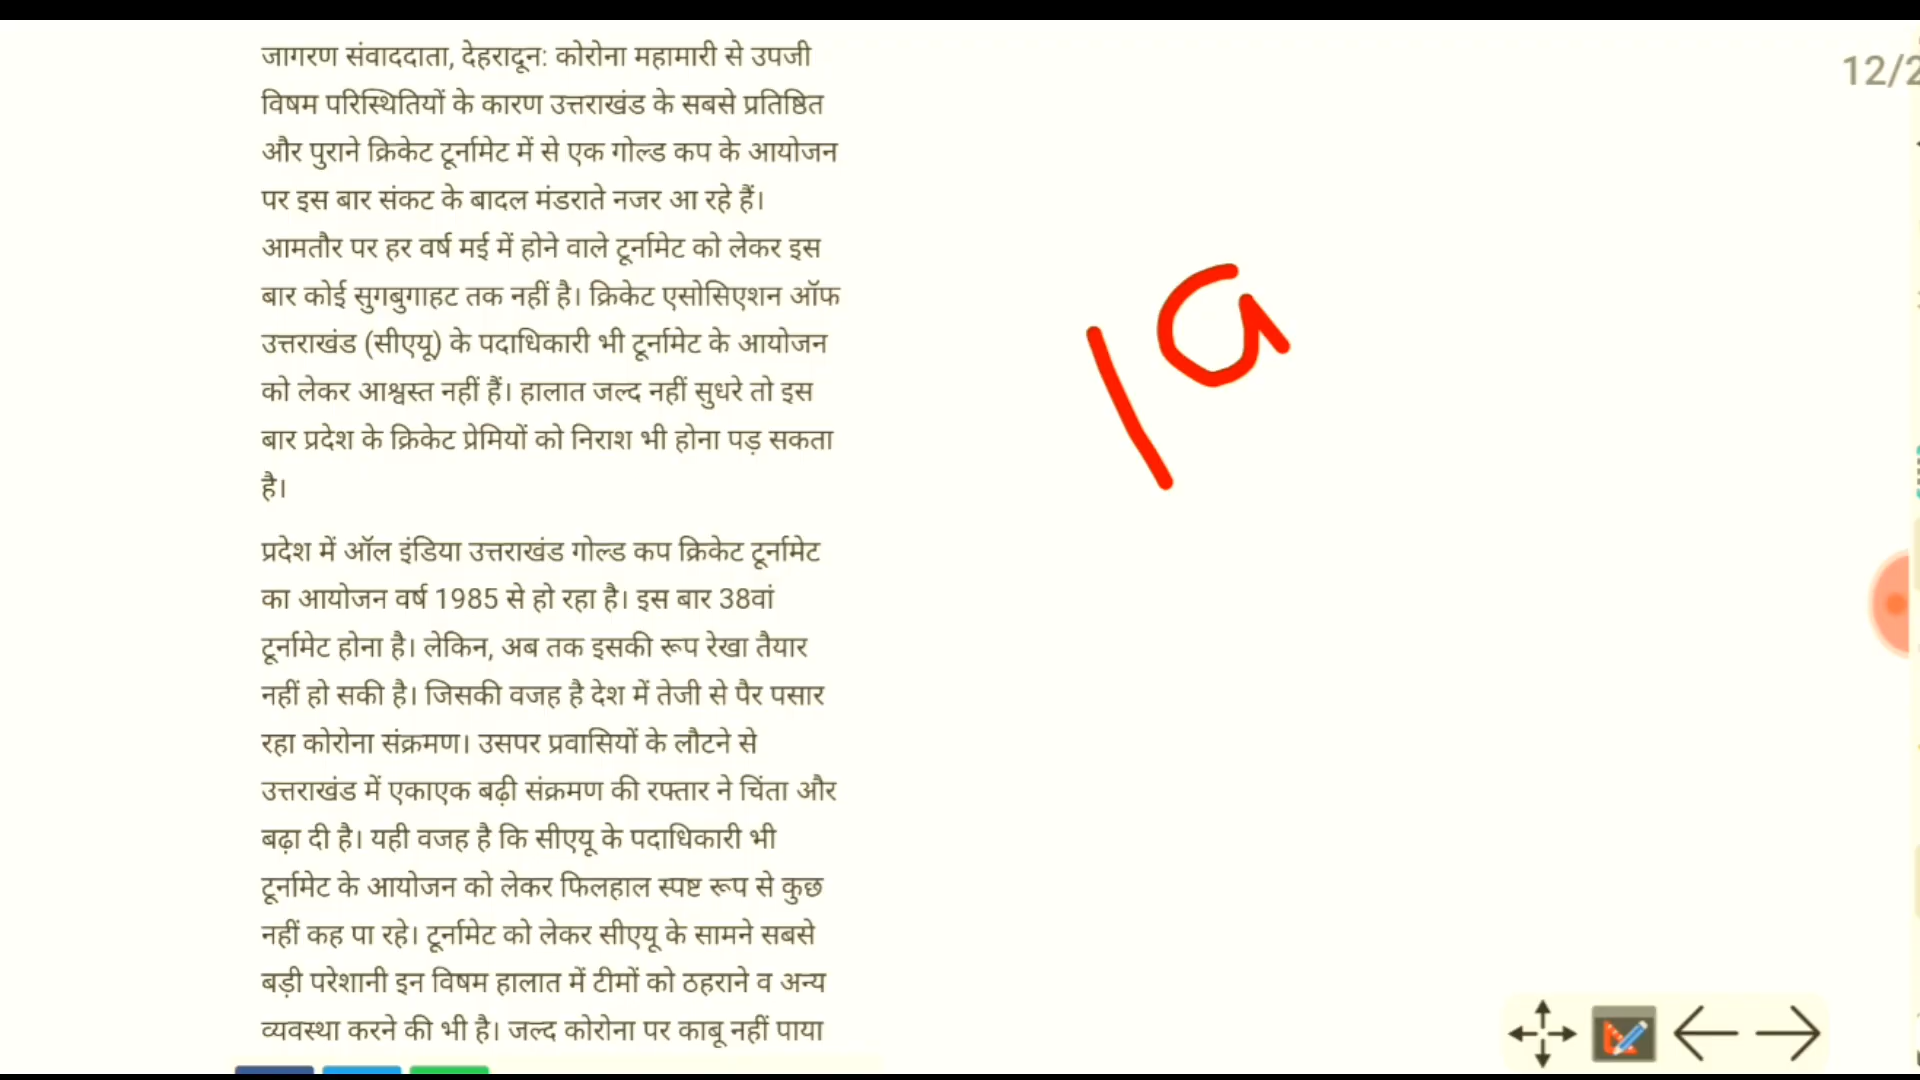 जागरण संवाददाता, देहरादून: कोरोना महामारी से उपजी
विषम परिस्थितियों के कारण उत्तराखंड के सबसे प्रतिष्ठित
और पुराने क्रिकेट टूर्नामेट में से एक गोल्ड कप के आयोजन
पर इस बार संकट के बादल मंडराते नजर आ रहे हैं।
आमतौर पर हर वर्ष मई में होने वाले टूर्नामेट को लेकर इस
बार कोई सुगबुगाहट तक नहीं है। क्रिकेट एसोसिएशन ऑफ
उत्तराखंड (सीएयू) के पदाधिकारी भी टूर्नामेट के आयोजन
को लेकर आश्वस्त नहीं हैं। हालात जल्द नहीं सुधरे तो इस
बार प्रदेश के क्रिकेट प्रेमियों को निराश भी होना पड़ सकता
है।
प्रदेश में ऑल इंडिया उत्तराखंड गोल्ड कप क्रिकेट टूर्नामेट
का आयोजन वर्ष 1985 से हो रहा है। इस बार 38वां
टूर्नामेट होना है। लेकिन, अब तक इसकी रूप रेखा तैयार
नहीं हो सकी है। जिसकी वजह है देश में तेजी से पैर पसार
रहा कोरोना संक्रमण। उसपर प्रवासियों के लौटने से
उत्तराखंड में एकाएक बढ़ी संक्रमण की रफ्तार ने चिंता और
बढ़ा दी है। यही वजह है कि सीएयू के पदाधिकारी भी
टूर्नामेट के आयोजन को लेकर फिलहाल स्पष्ट रूप से कुछ
नहीं कह पा रहे। टूर्नामेट को लेकर सीएयू के सामने सबसे
बड़ी परेशानी इन विषम हालात में टीमों को ठहराने व अन्य
व्यवस्था करने की भी है। जल्द कोरोना पर काबू नहीं पाया
12/2